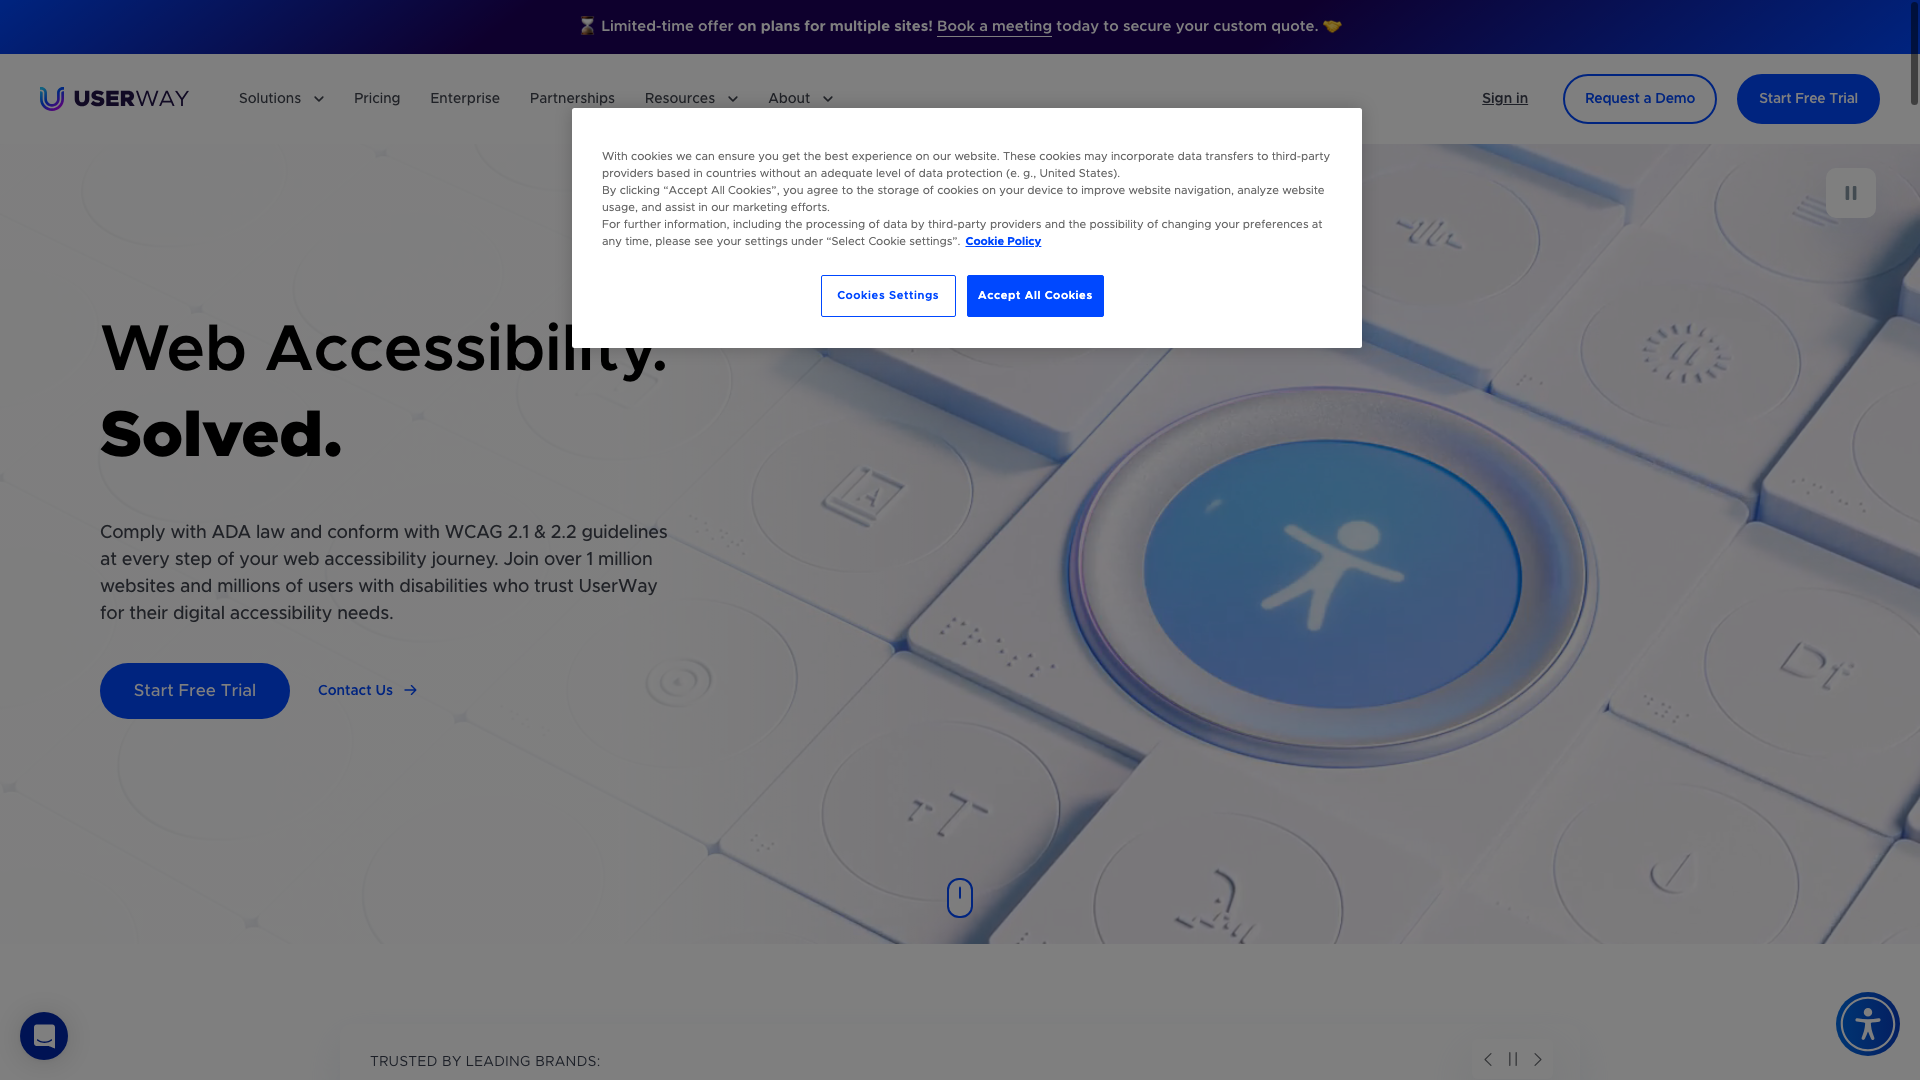 ⏳ Limited-time offer on plans for multiple sites! Book a meeting today to secure your custom quote. 🤝
USERWAY
Solutions
Pricing
Enterprise
Partnerships
Resources
About
Sign in
Request a Demo
Start Free Trial
With cookies we can ensure you get the best experience on our website. These cookies may incorporate data transfers to third-party
providers based in countries without an adequate level of data protection (e. g., United States).
By clicking “Accept All Cookies”, you agree to the storage of cookies on your device to improve website navigation, analyze website
usage, and assist in our marketing efforts.
For further information, including the processing of data by third-party providers and the possibility of changing your preferences at
any time, please see your settings under “Select Cookie settings”. Cookie Policy
Cookies Settings
Accept All Cookies
Web Accessibility.
Solved.
Comply with ADA law and conform with WCAG 2.1 & 2.2 guidelines
at every step of your web accessibility journey. Join over 1 million
websites and millions of users with disabilities who trust UserWay
for their digital accessibility needs.
Start Free Trial
Contact Us
A
Df
TT
TRUSTED BY LEADING BRANDS: